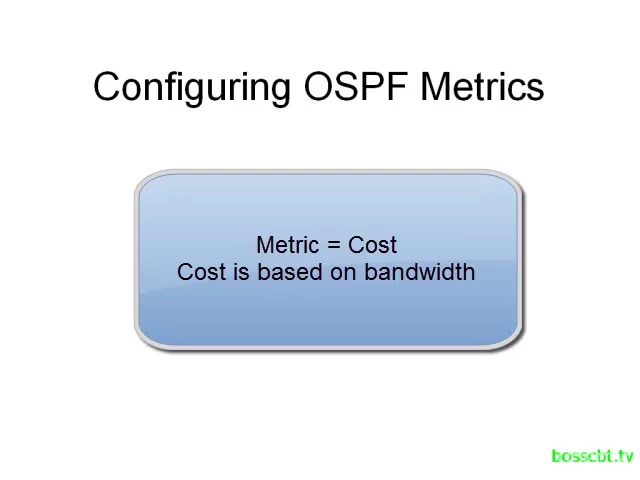 Configuring OSPF Metrics
Metric = Cost
Cost is based on bandwidth
bosscbt.tv